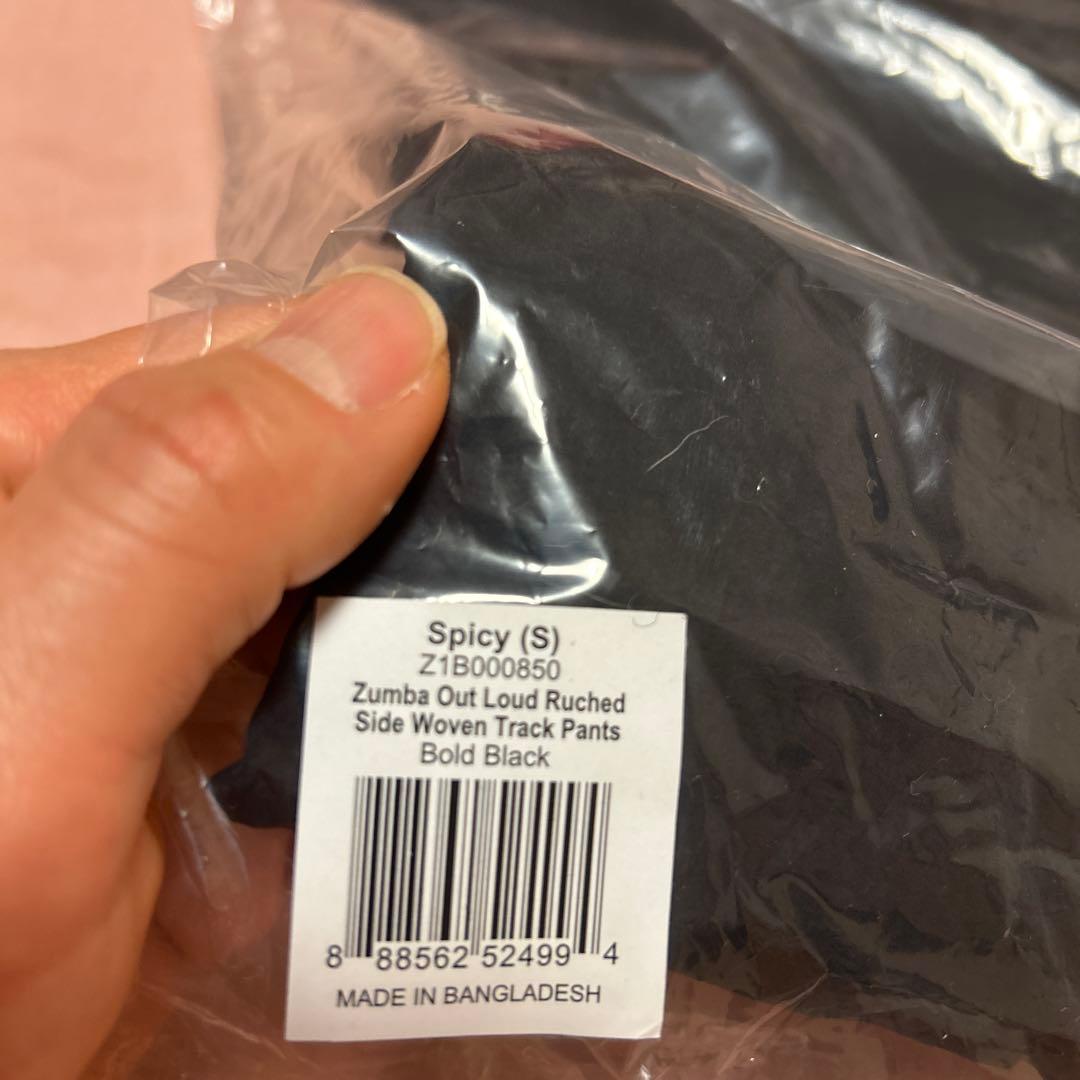 Spicy (S)
Z1B000850
Zumba Out Loud Ruched
Side Woven Track Pants
Bold Black
8 88562 52499 4
MADE IN BANGLADESH